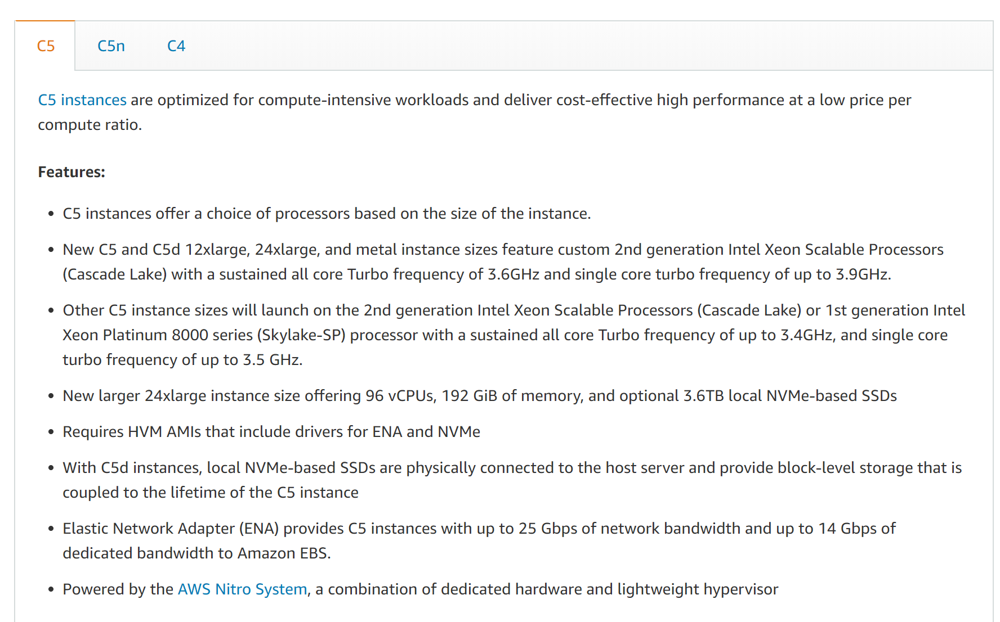 C5 C5n C4
C5 instances are optimized for compute-intensive workloads and deliver cost-effective high performance at a low price per
compute ratio.
Features:
• C5 instances offer a choice of processors based on the size of the instance.
• New C5 and C5d 12xlarge, 24xlarge, and metal instance sizes feature custom 2nd generation Intel Xeon Scalable Processors
(Cascade Lake) with a sustained all core Turbo frequency of 3.6GHz and single core turbo frequency of up to 3.9GHz.
• Other C5 instance sizes will launch on the 2nd generation Intel Xeon Scalable Processors (Cascade Lake) or 1st generation Intel
Xeon Platinum 8000 series (Skylake-SP) processor with a sustained all core Turbo frequency of up to 3.4GHz, and single core
turbo frequency of up to 3.5 GHz.
• New larger 24xlarge instance size offering 96 vCPUs, 192 GiB of memory, and optional 3.6TB local NVMe-based SSDs
• Requires HVM AMIs that include drivers for ENA and NVMe
• With C5d instances, local NVMe-based SSDs are physically connected to the host server and provide block-level storage that is
coupled to the lifetime of the C5 instance
• Elastic Network Adapter (ENA) provides C5 instances with up to 25 Gbps of network bandwidth and up to 14 Gbps of
dedicated bandwidth to Amazon EBS.
• Powered by the AWS Nitro System, a combination of dedicated hardware and lightweight hypervisor